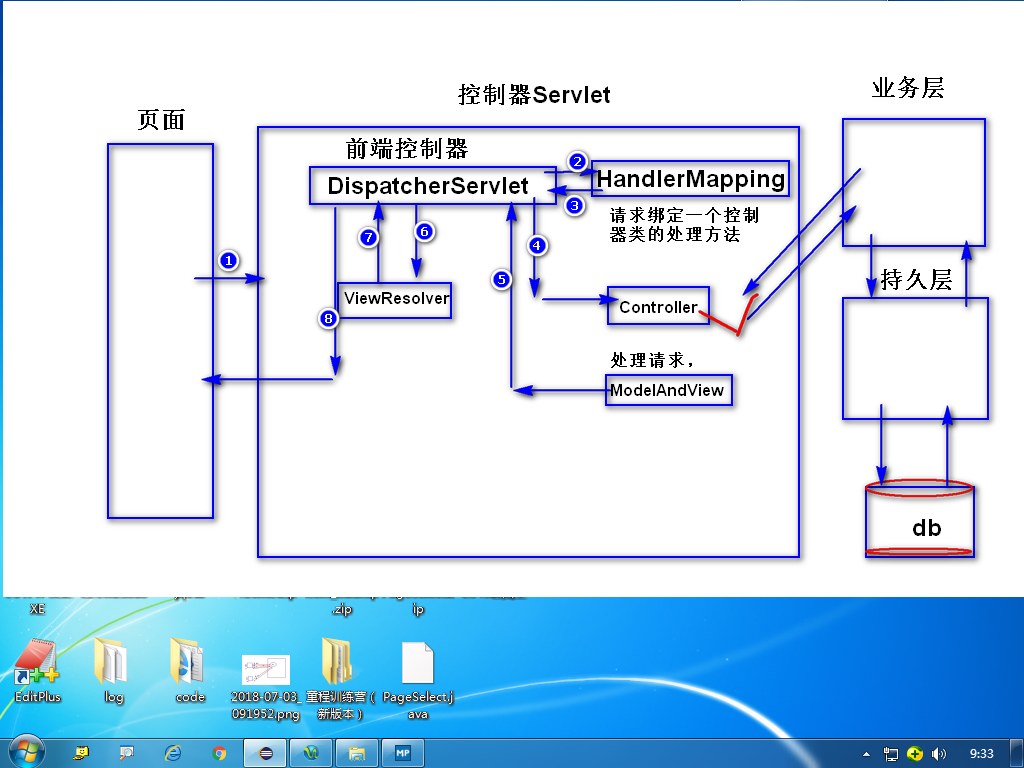 控制器Servlet
业务层
页面
前端控制器
DispatcherServlet
2
HandlerMapping
3
请求绑定一个控制
器类的处理方法
1
7
6
4
5
持久层
ViewResolver
8
Controller
处理请求，
ModelAndView
db
XE
.zip
ip
EditPlus
log
code
2018-07-03_
091952.png
童程训练营（
新版本）
PageSelect.j
ava
MP
9:33